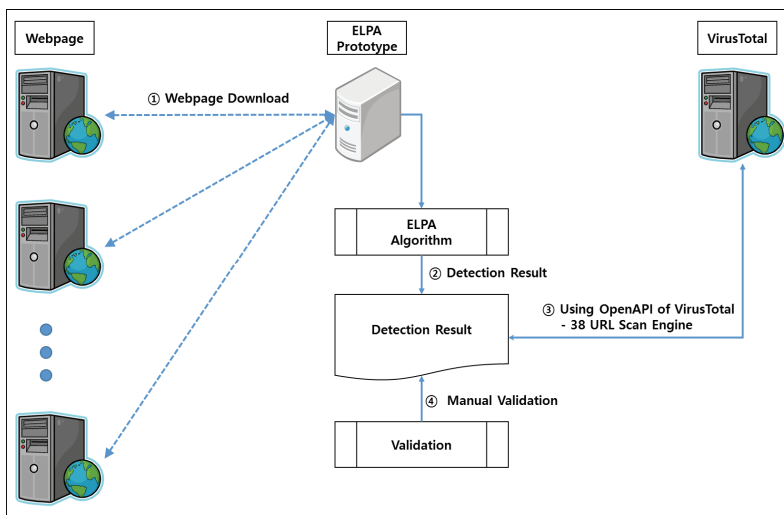 Webpage
ELPA
Prototype
VirusTotal
① Webpage Download
ELPA
Algorithm
② Detection Result
Detection Result
③ Using OpenAPI of VirusTotal
- 38 URL Scan Engine
④ Manual Validation
Validation